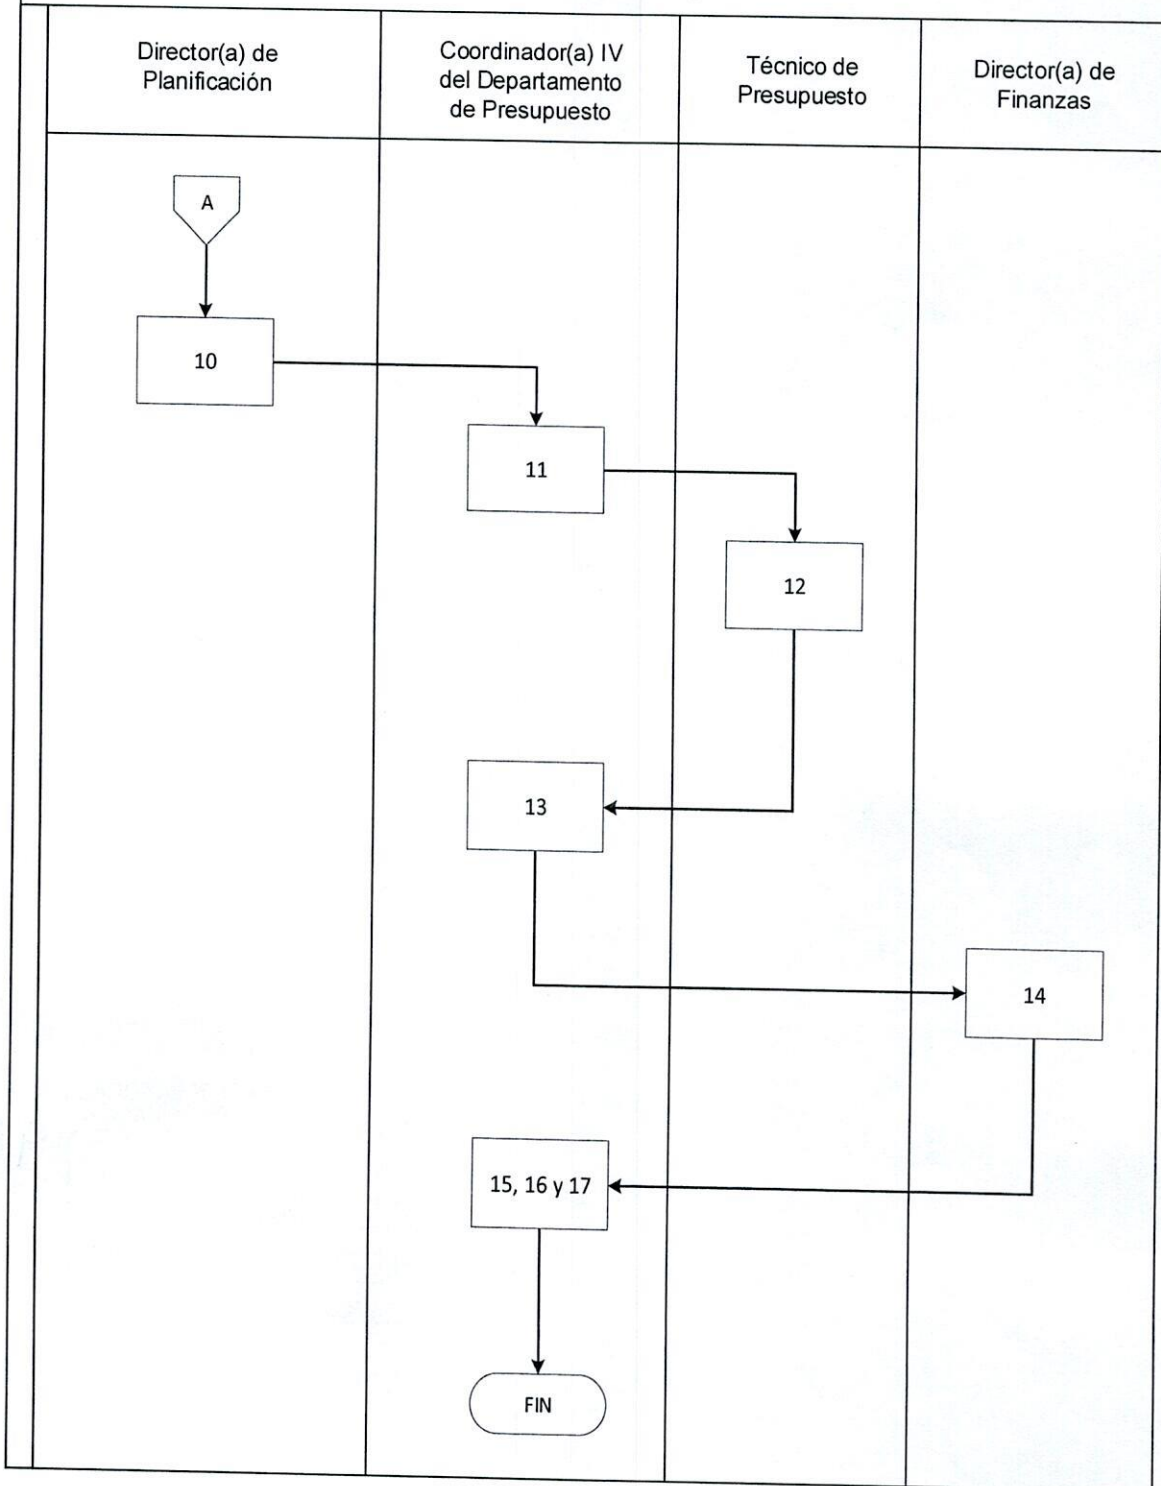 Director(a) de
Planificación
Coordinador(a) IV
del Departamento
de Presupuesto
Técnico de
Presupuesto
Director(a) de
Finanzas
A
10
11
12
13
14
15, 16 y 17
FIN